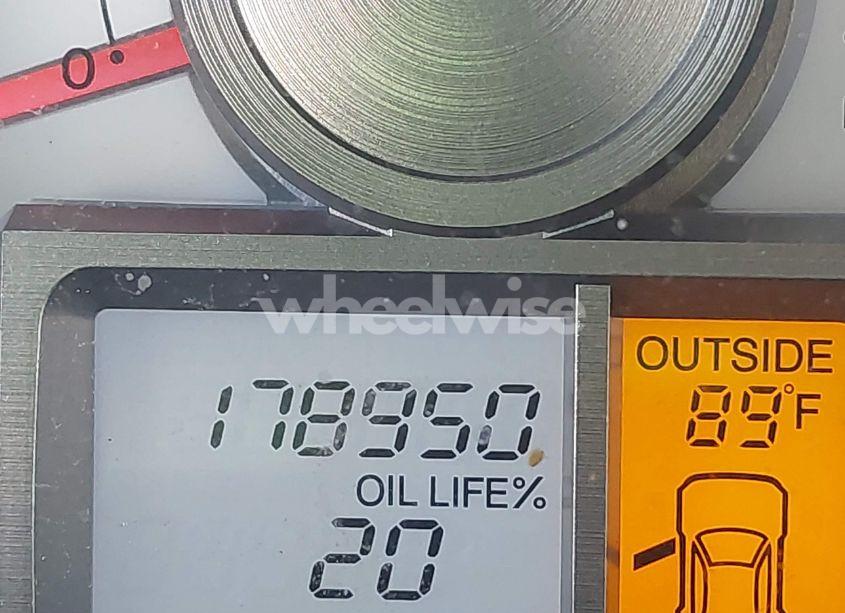 0
wheelwise
178950
OUTSIDE
89°F
OIL LIFE%
20